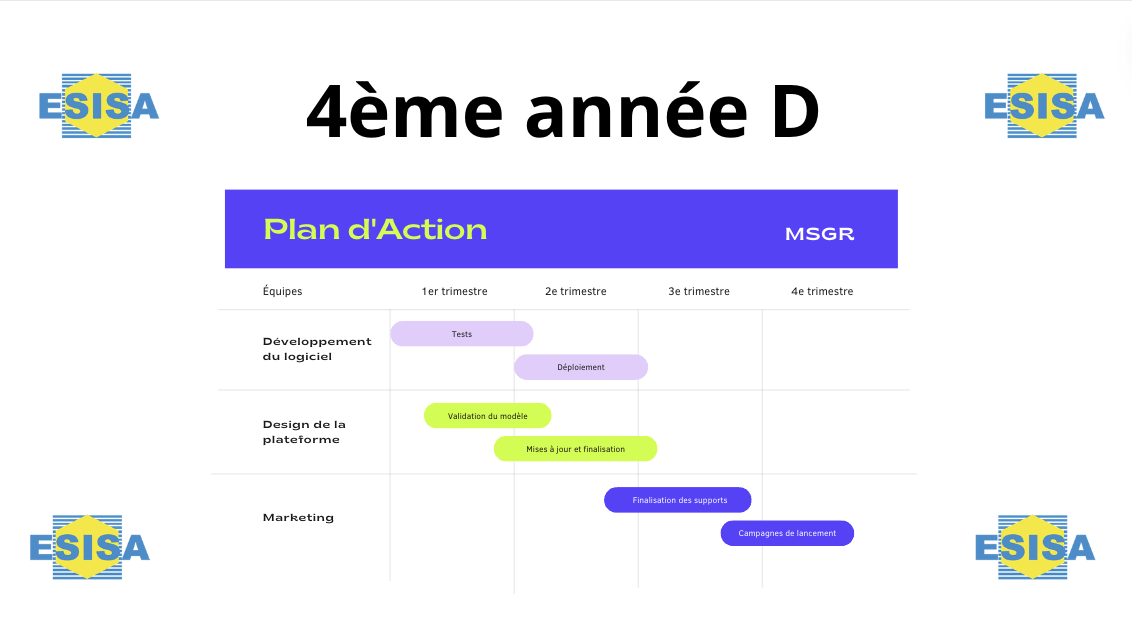 ESISA
ESISA
4ème année D
Plan d'Action
MSGR
Équipes
1er trimestre
2e trimestre
3e trimestre
4e trimestre
Développement
du logiciel
Tests
Déploiement
Design de la
plateforme
Validation du modèle
Mises à jour et finalisation
Marketing
Finalisation des supports
Campagnes de lancement
ESISA
ESISA